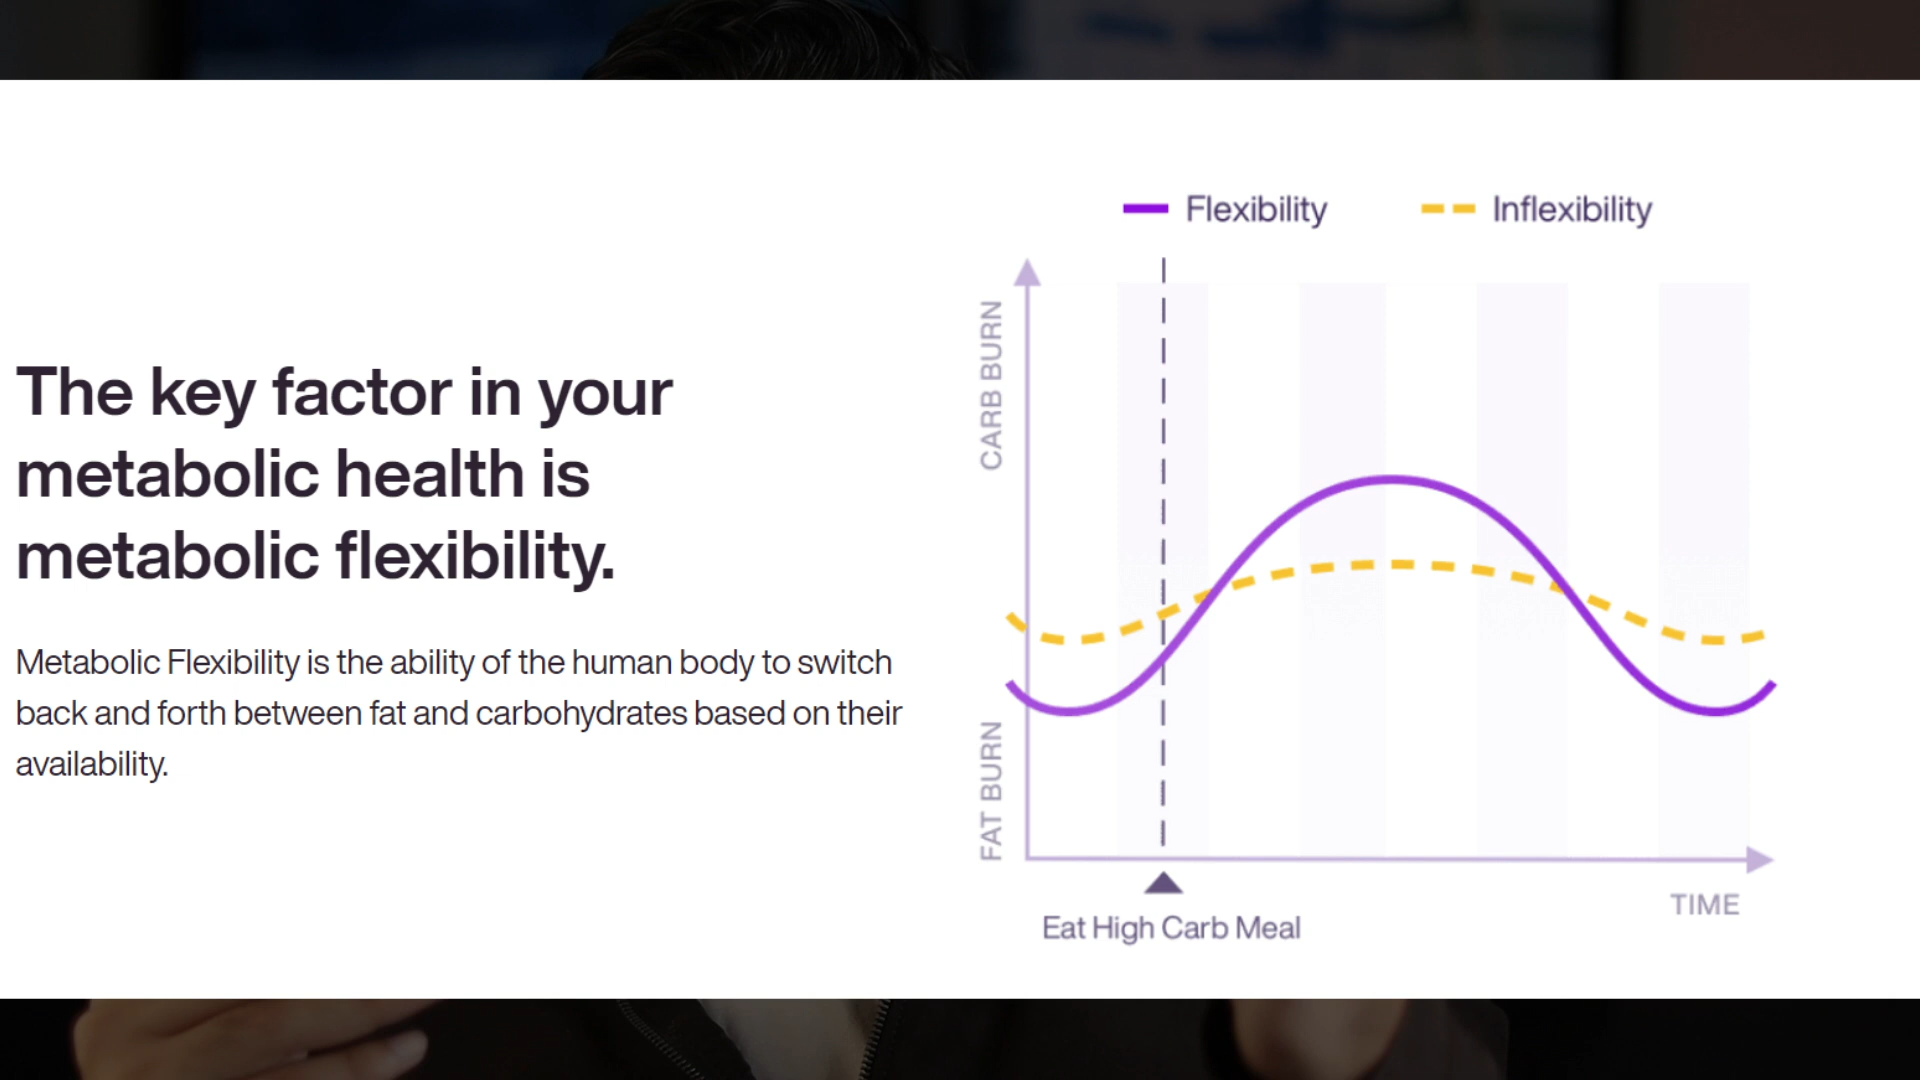 The key factor in your
metabolic health is
metabolic flexibility.
Metabolic Flexibility is the ability of the human body to switch
back and forth between fat and carbohydrates based on their
availability.
Flexibility
Inflexibility
CARB BURN
FAT BURN
TIME
Eat High Carb Meal